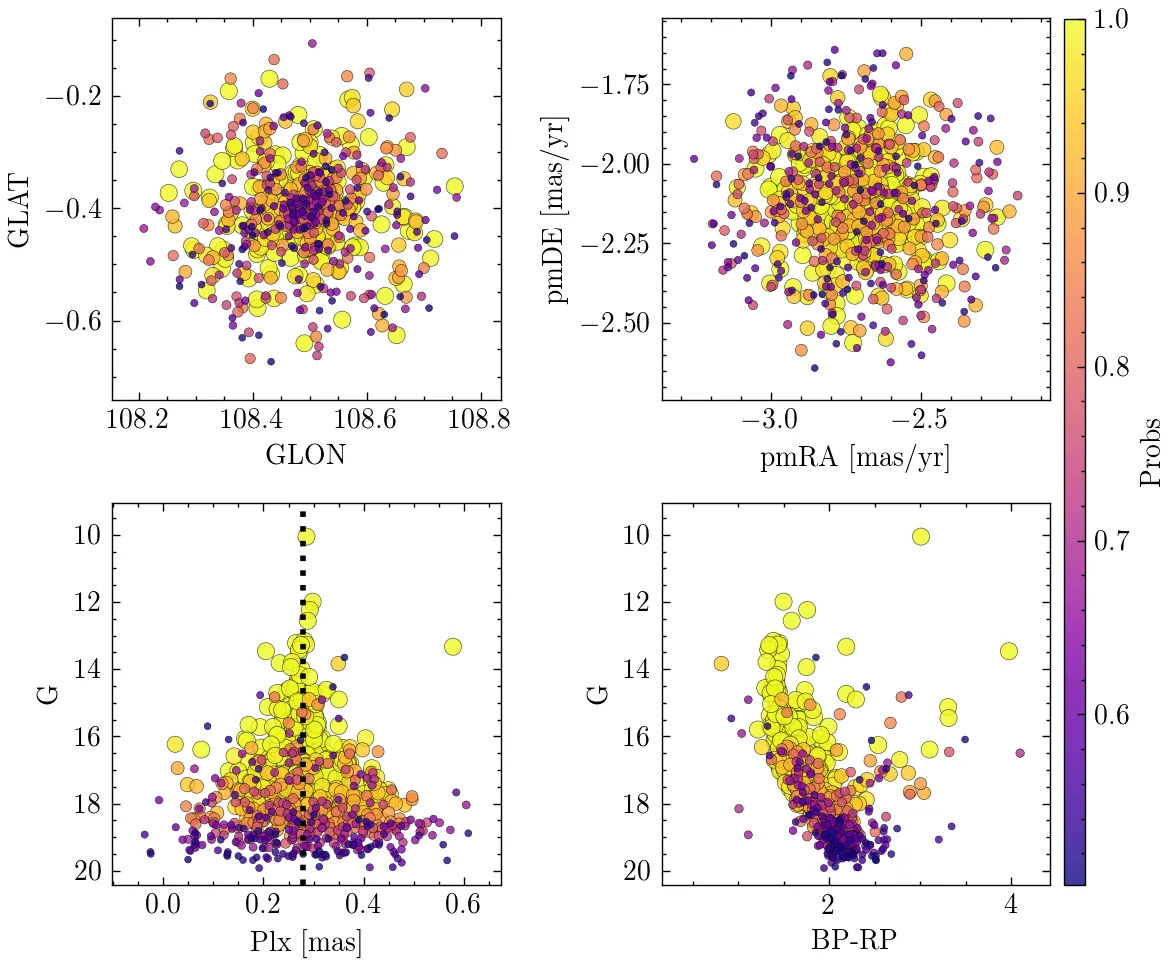 −0.2
−0.4
−0.6
GLAT
108.2 108.4 108.6 108.8
GLON
−1.75
−2.00
−2.25
−2.50
pmDE [mas/yr]
−3.0 −2.5
pmRA [mas/yr]
1.0
0.9
0.8
0.7
0.6
Probs
10
12
14
16
18
20
G
0.0 0.2 0.4 0.6
Plx [mas]
10
12
14
16
18
20
G
2 4
BP-RP